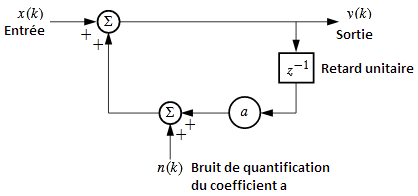 x(k)
Entrée
+
+
Σ
y(k)
Sortie
z⁻¹
Retard unitaire
Σ
+
+
a
n(k) Bruit de quantification
du coefficient a